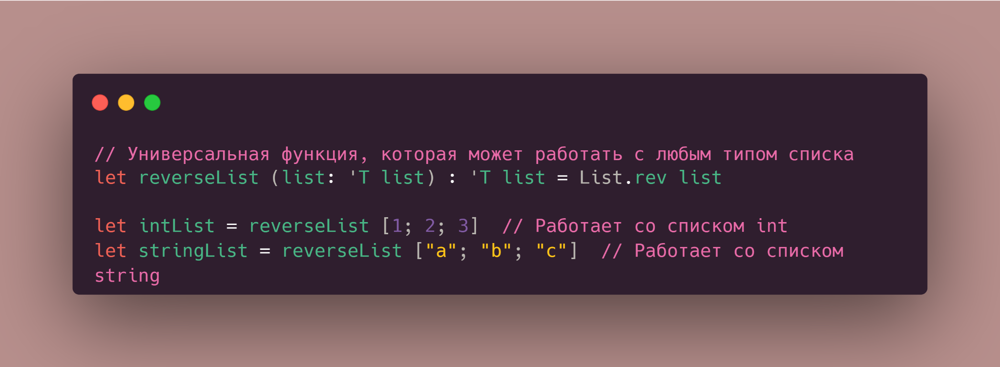 // Универсальная функция, которая может работать с любым типом списка
let reverseList (list: 'T list) : 'T list = List.rev list
let intList = reverseList [1; 2; 3]  // Работает со списком int
let stringList = reverseList ["a"; "b"; "c"]  // Работает со списком
string